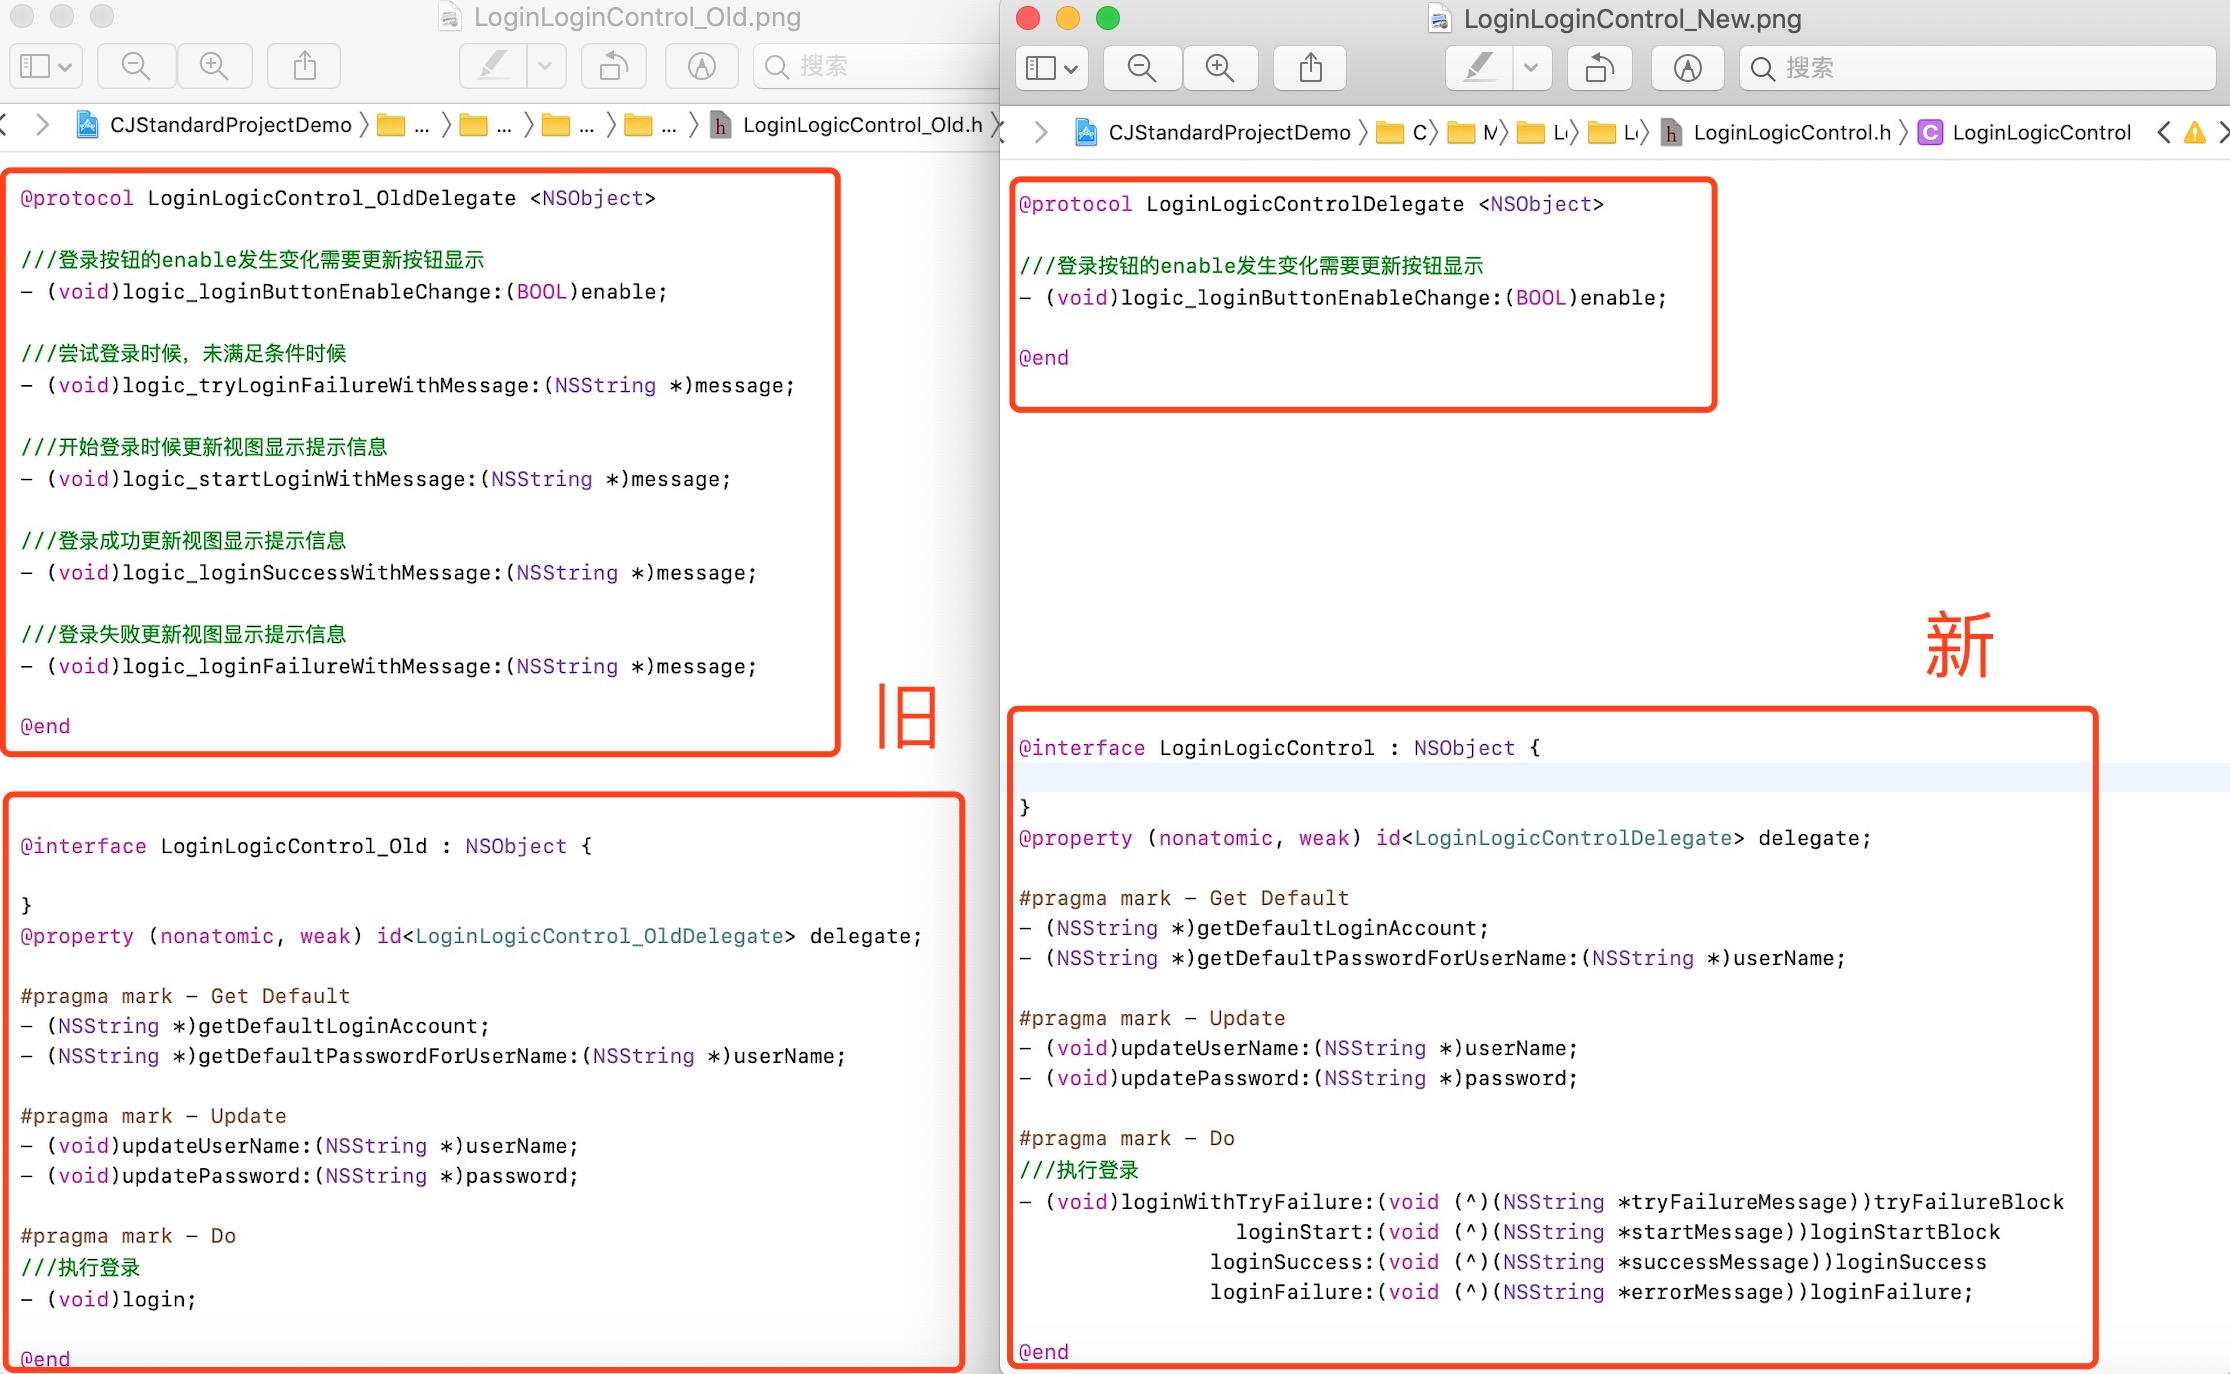 LoginLoginControl_Old.png
搜索
CJStandardProjectDemo 〉 ... 〉 ... 〉 ... 〉 ... 〉 h LoginLogicControl_Old.h 〉
@protocol LoginLogicControl_OldDelegate <NSObject>
///登录按钮的enable发生变化需要更新按钮显示
- (void)logic_loginButtonEnableChange:(BOOL)enable;
///尝试登录时候，未满足条件时候
- (void)logic_tryLoginFailureWithMessage:(NSString *)message;
///开始登录时候更新视图显示提示信息
- (void)logic_startLoginWithMessage:(NSString *)message;
///登录成功更新视图显示提示信息
- (void)logic_loginSuccessWithMessage:(NSString *)message;
///登录失败更新视图显示提示信息
- (void)logic_loginFailureWithMessage:(NSString *)message;
@end
旧
@interface LoginLogicControl_Old : NSObject {
}
@property (nonatomic, weak) id<LoginLogicControl_OldDelegate> delegate;
#pragma mark - Get Default
- (NSString *)getDefaultLoginAccount;
- (NSString *)getDefaultPasswordForUserName:(NSString *)userName;
#pragma mark - Update
- (void)updateUserName:(NSString *)userName;
- (void)updatePassword:(NSString *)password;
#pragma mark - Do
///执行登录
- (void)login;
@end
LoginLoginControl_New.png
搜索
CJStandardProjectDemo 〉 C 〉 M 〉 L 〉 L 〉 h LoginLogicControl.h 〉 C LoginLogicControl
@protocol LoginLogicControlDelegate <NSObject>
///登录按钮的enable发生变化需要更新按钮显示
- (void)logic_loginButtonEnableChange:(BOOL)enable;
@end
新
@interface LoginLogicControl : NSObject {
}
@property (nonatomic, weak) id<LoginLogicControlDelegate> delegate;
#pragma mark - Get Default
- (NSString *)getDefaultLoginAccount;
- (NSString *)getDefaultPasswordForUserName:(NSString *)userName;
#pragma mark - Update
- (void)updateUserName:(NSString *)userName;
- (void)updatePassword:(NSString *)password;
#pragma mark - Do
///执行登录
- (void)loginWithTryFailure:(void (^)(NSString *tryFailureMessage))tryFailureBlock
loginStart:(void (^)(NSString *startMessage))loginStartBlock
loginSuccess:(void (^)(NSString *successMessage))loginSuccess
loginFailure:(void (^)(NSString *errorMessage))loginFailure;
@end